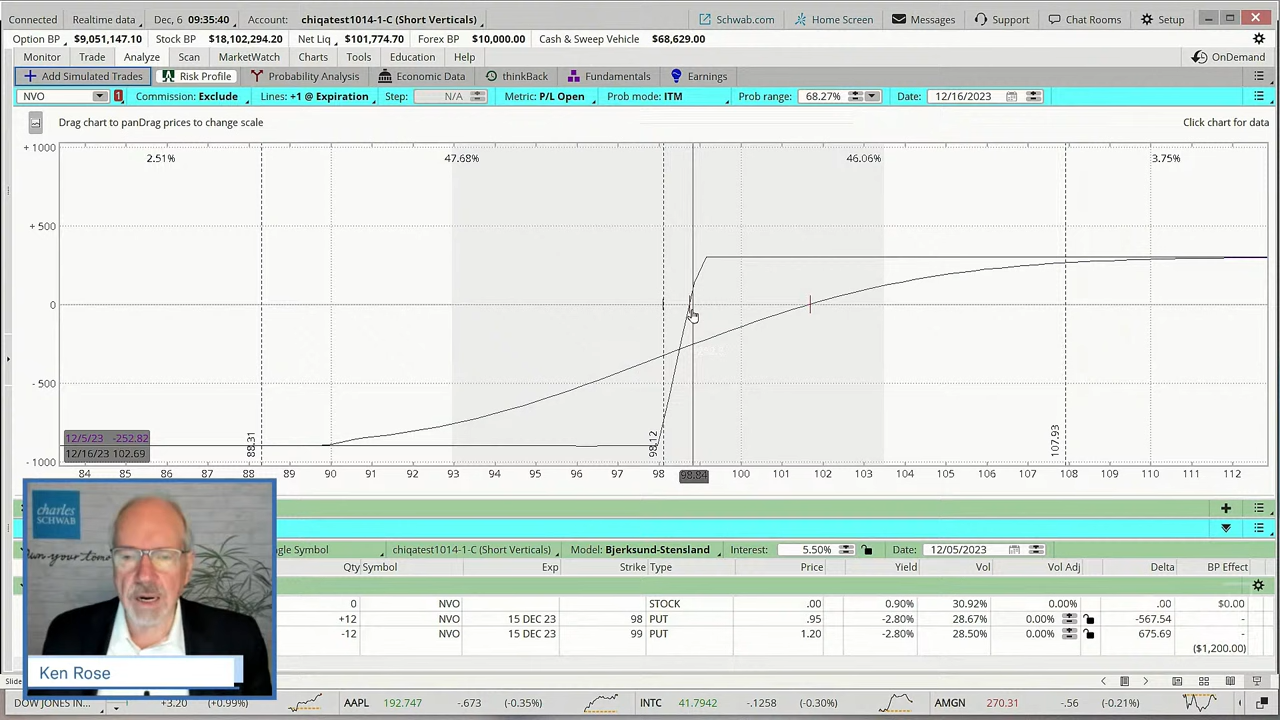 connected Realtime data Dec, 6 09:35:40 Account: chiqatest1014-1-C (Short Verticals) Schwab.com Home Screen Messages Support Chat Rooms Setup
Option BP $9,051,147.10 Stock BP $18,102,294.20 Net Liq $101,774.70 Forex BP $10,000.00 Cash & Sweep Vehicle $68,629.00
Monitor Trade Analyze Scan MarketWatch Charts Tools Education Help OnDemand
Add Simulated Trades Risk Profile Probability Analysis Economic Data thinkBack Fundamentals Earnings
NVO 1 Commission: Exclude Lines: +1 @ Expiration Step: N/A Metric: P/L Open Prob mode: ITM Prob range: 68.27% Date: 12/16/2023
Drag chart to panDrag prices to change scale Click chart for data
+ 1000 2.51% 47.68% 46.06% 3.75%
+ 500
0
- 500
- 1000
12/5/23 -252.82
12/16/23 102.69
88.31 98.12 107.93
84 85 86 87 88 89 90 91 92 93 94 95 96 97 98 98.84 100 101 102 103 104 105 106 107 108 109 110 111 112
charles
SCHWAB
Own your tomo
gle Symbol chiqatest1014-1-C (Short Verticals) Model: Bjerksund-Stensland Interest: 5.50% Date: 12/05/2023
Qty Symbol Exp Strike Type Price Yield Vol Vol Adj Delta BP Effect
0 NVO STOCK .00 0.90% 30.92% 0.00% .00 $0.00
+12 NVO 15 DEC 23 98 PUT .95 -2.80% 28.67% 0.00% -567.54 -
-12 NVO 15 DEC 23 99 PUT 1.20 -2.80% 28.50% 0.00% 675.69 -
($1,200.00)
Ken Rose
DOW JONES IN... +3.20 (+0.99%) AAPL 192.747 -.673 (-0.35%) INTC 41.7942 -.1258 (-0.30%) AMGN 270.31 -.56 (-0.21%)